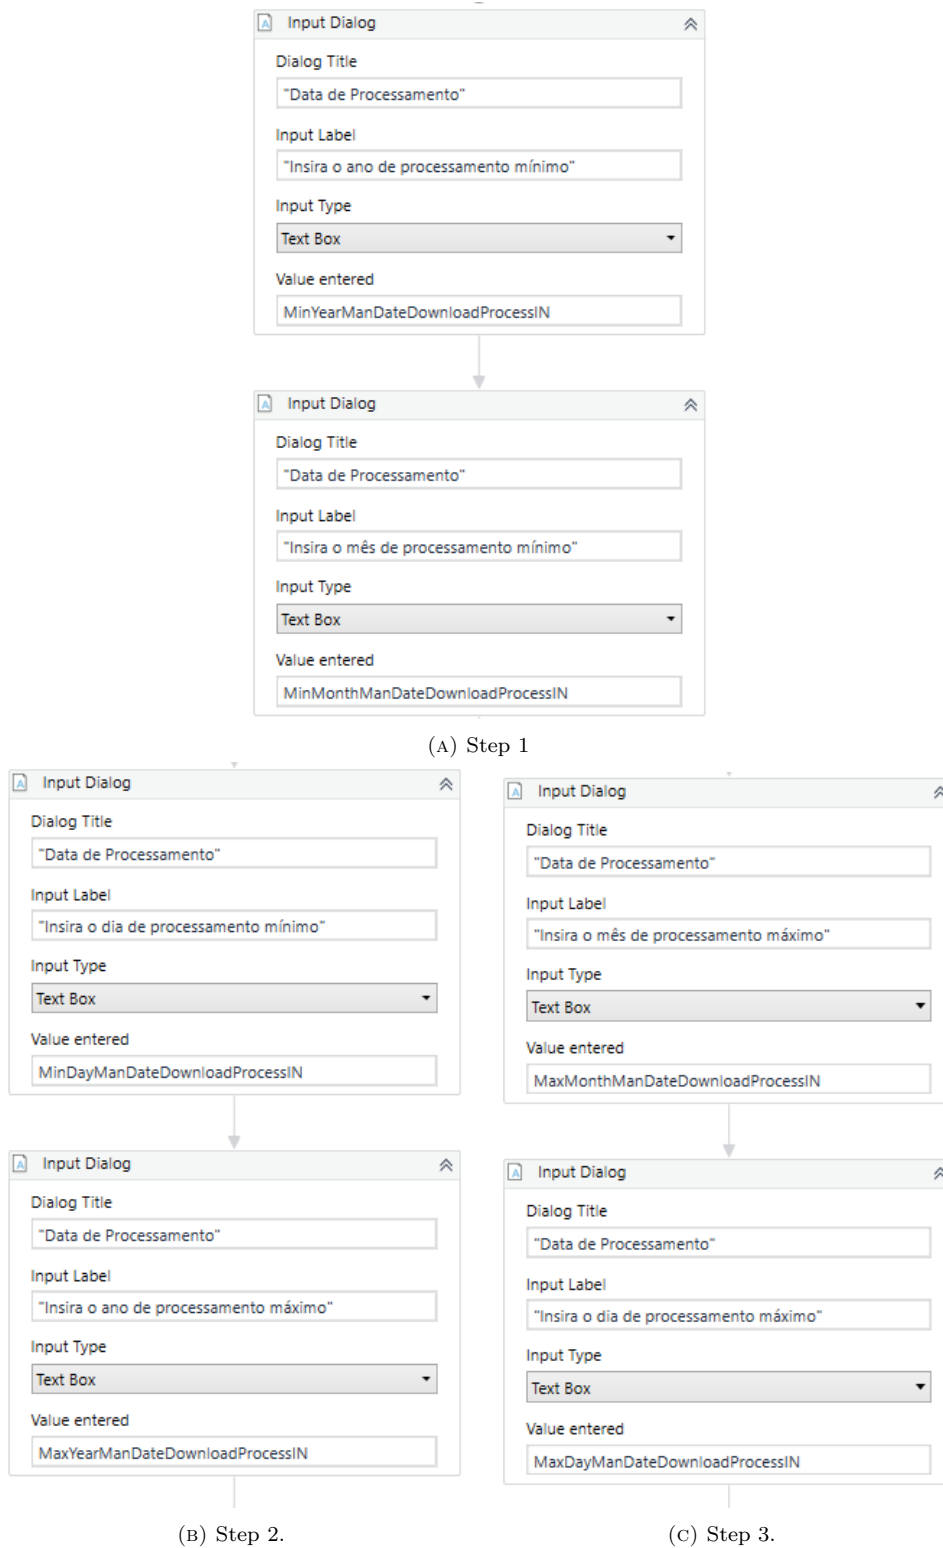 Input Dialog
Dialog Title
"Data de Processamento"
Input Label
"Insira o ano de processamento mínimo"
Input Type
Text Box
Value entered
MinYearManDateDownloadProcessIN
Input Dialog
Dialog Title
"Data de Processamento"
Input Label
"Insira o mês de processamento mínimo"
Input Type
Text Box
Value entered
MinMonthManDateDownloadProcessIN
(A) Step 1
Input Dialog
Dialog Title
"Data de Processamento"
Input Label
"Insira o dia de processamento mínimo"
Input Type
Text Box
Value entered
MinDayManDateDownloadProcessIN
Input Dialog
Dialog Title
"Data de Processamento"
Input Label
"Insira o ano de processamento máximo"
Input Type
Text Box
Value entered
MaxYearManDateDownloadProcessIN
(B) Step 2.
Input Dialog
Dialog Title
"Data de Processamento"
Input Label
"Insira o mês de processamento máximo"
Input Type
Text Box
Value entered
MaxMonthManDateDownloadProcessIN
Input Dialog
Dialog Title
"Data de Processamento"
Input Label
"Insira o dia de processamento máximo"
Input Type
Text Box
Value entered
MaxDayManDateDownloadProcessIN
(C) Step 3.